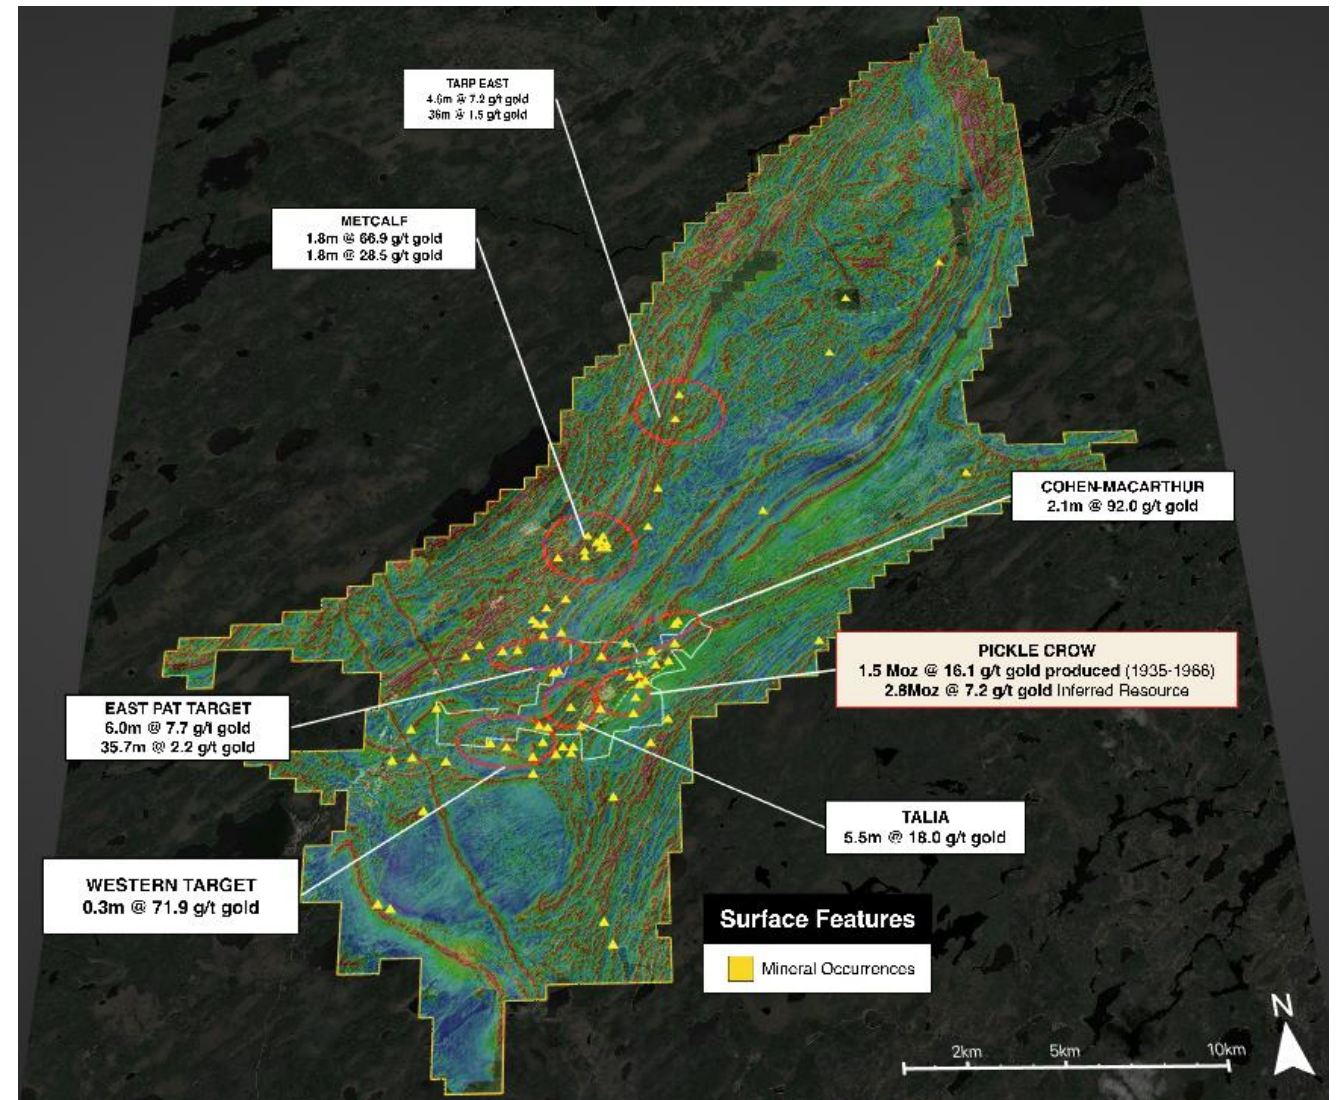 TARP EAST
4.6m @ 7.2 g/t gold
36m @ 1.5 g/t gold
METCALF
1.8m @ 66.9 g/t gold
1.8m @ 28.5 g/t gold
COHEN-MACARTHUR
2.1m @ 92.0 g/t gold
PICKLE CROW
1.5 Moz @ 16.1 g/t gold produced (1935-1966)
2.8Moz @ 7.2 g/t gold Inferred Resource
EAST PAT TARGET
6.0m @ 7.7 g/t gold
35.7m @ 2.2 g/t gold
TALIA
5.5m @ 18.0 g/t gold
WESTERN TARGET
0.3m @ 71.9 g/t gold
Surface Features
Mineral Occurrences
N
2km 5km 10km